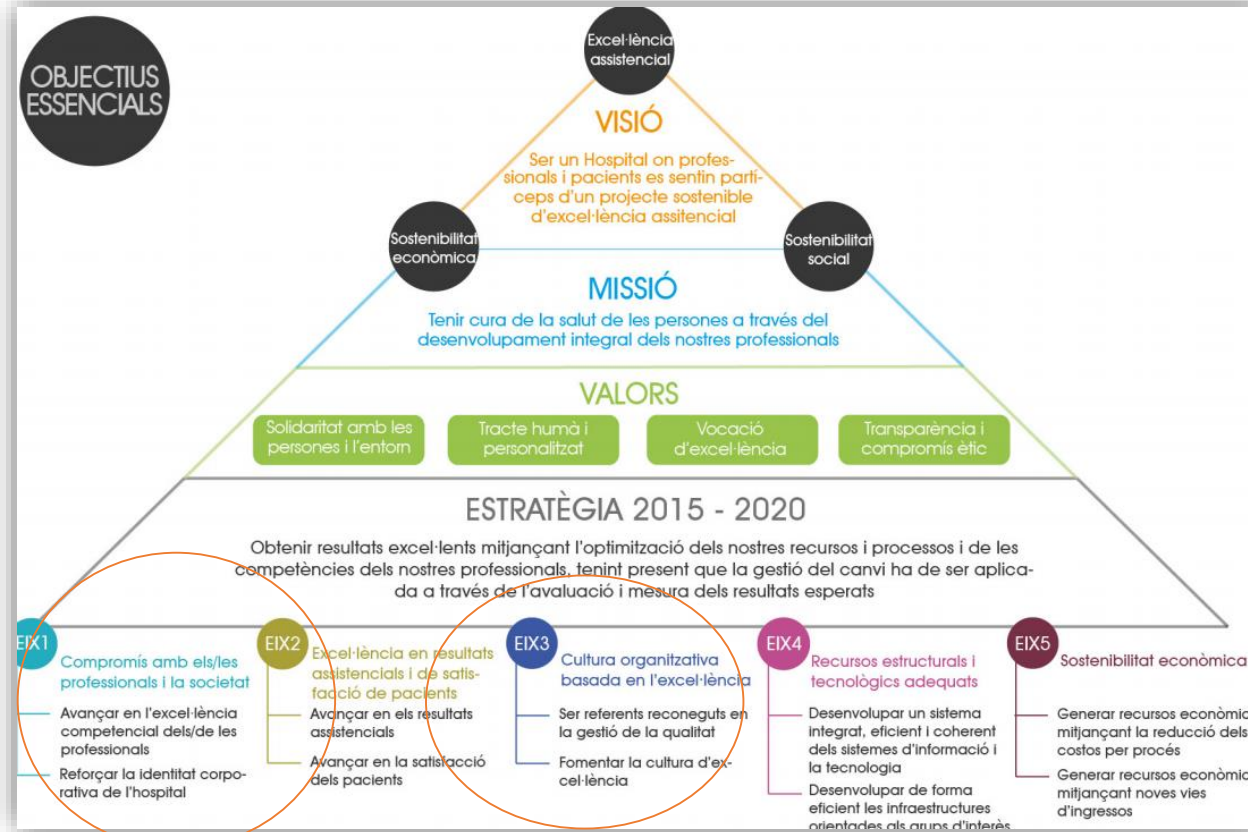 OBJECTIUS
ESSENCIALS
Excel·lència
assistencial
VISIÓ
Ser un Hospital on profes-
sionals i pacients es sentin partí-
ceps d'un projecte sostenible
d'excel·lència assitencial
Sostenibilitat
econòmica
Sostenibilitat
social
MISSIÓ
Tenir cura de la salut de les persones a través del
desenvolupament integral dels nostres professionals
VALORS
Solidaritat amb les
persones i l'entorn
Tracte humà i
personalitzat
Vocació
d'excel·lència
Transparència i
compromís ètic
ESTRATÈGIA 2015 - 2020
Obtenir resultats excel·lents mitjançant l'optimització dels nostres recursos i processos i de les
competències dels nostres professionals, tenint present que la gestió del canvi ha de ser aplica-
da a través de l'avaluació i mesura dels resultats esperats
EIX1
Compromís amb els/les
professionals i la societat
Avançar en l'excel·lència
competencial dels/de les
professionals
Reforçar la identitat corpo-
rativa de l'hospital
EIX2
Excel·lència en resultats
assistencials i de satis-
facció de pacients
Avançar en els resultats
assistencials
Avançar en la satisfacció
dels pacients
EIX3
Cultura organitzativa
basada en l'excel·lència
Ser referents reconeguts en
la gestió de la qualitat
Fomentar la cultura d'ex-
cel·lència
EIX4
Recursos estructurals i
tecnològics adequats
Desenvolupar un sistema
integrat, eficient i coherent
dels sistemes d'informació i
la tecnologia
Desenvolupar de forma
eficient les infraestructures
orientades als grups d'interès
EIX5
Sostenibilitat econòmica
Generar recursos econòmic
mitjançant la reducció dels
costos per procés
Generar recursos econòmic
mitjançant noves vies
d'ingressos